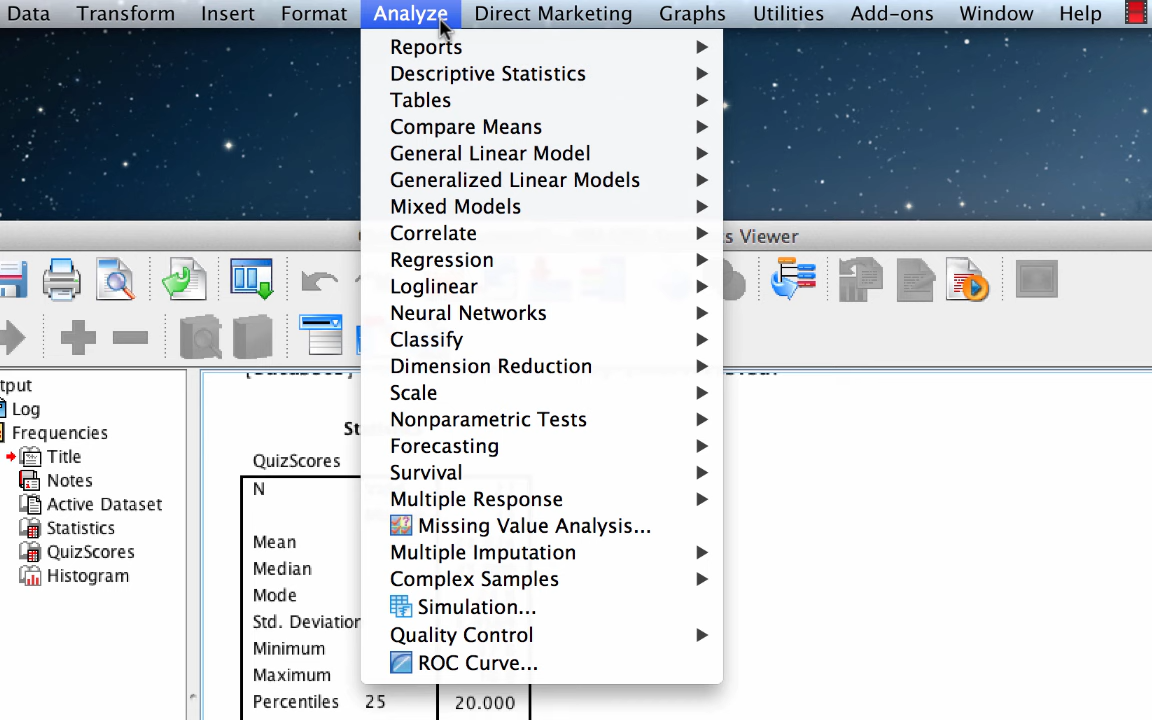 Data Transform Insert Format Analyze Direct Marketing Graphs Utilities Add-ons Window Help
Reports
Descriptive Statistics
Tables
Compare Means
General Linear Model
Generalized Linear Models
Mixed Models
Correlate
Regression
Loglinear
Neural Networks
Classify
Dimension Reduction
Scale
Nonparametric Tests
Forecasting
Survival
Multiple Response
Missing Value Analysis...
Multiple Imputation
Complex Samples
Simulation...
Quality Control
ROC Curve...
s Viewer
tput
Log
Frequencies
Title
Notes
Active Dataset
Statistics
QuizScores
Histogram
St
QuizScores
N
Mean
Median
Mode
Std. Deviation
Minimum
Maximum
Percentiles 25 20.000